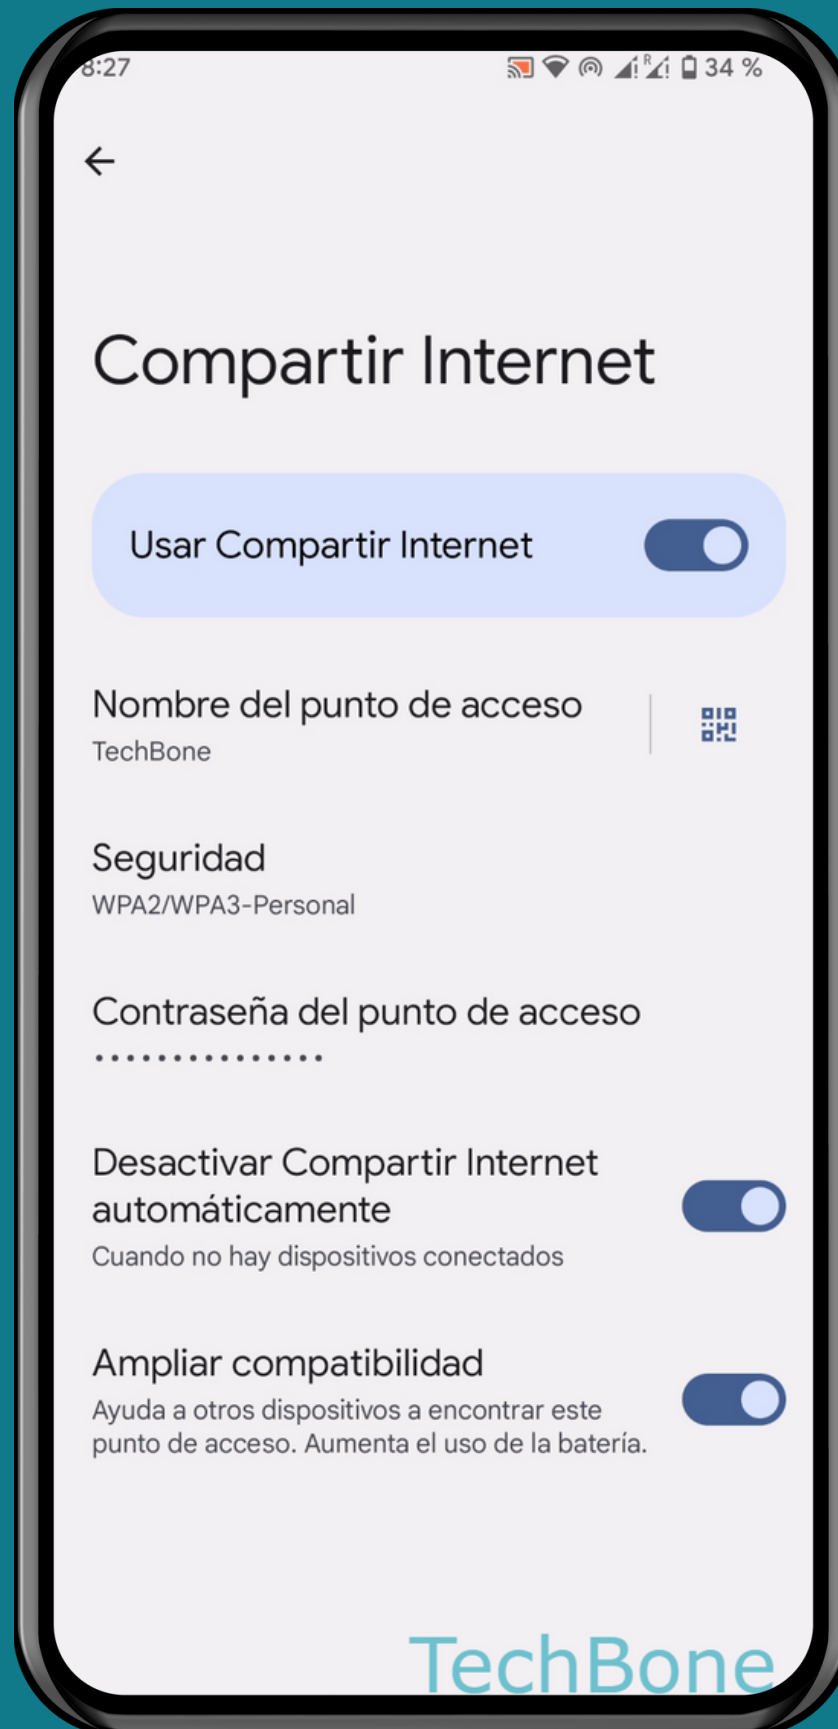 8:27 R 34 %
Compartir Internet
Usar Compartir Internet
Nombre del punto de acceso
TechBone
Seguridad
WPA2/WPA3-Personal
Contraseña del punto de acceso
•••••••••••••••
Desactivar Compartir Internet
automáticamente
Cuando no hay dispositivos conectados
Ampliar compatibilidad
Ayuda a otros dispositivos a encontrar este
punto de acceso. Aumenta el uso de la batería.
TechBone